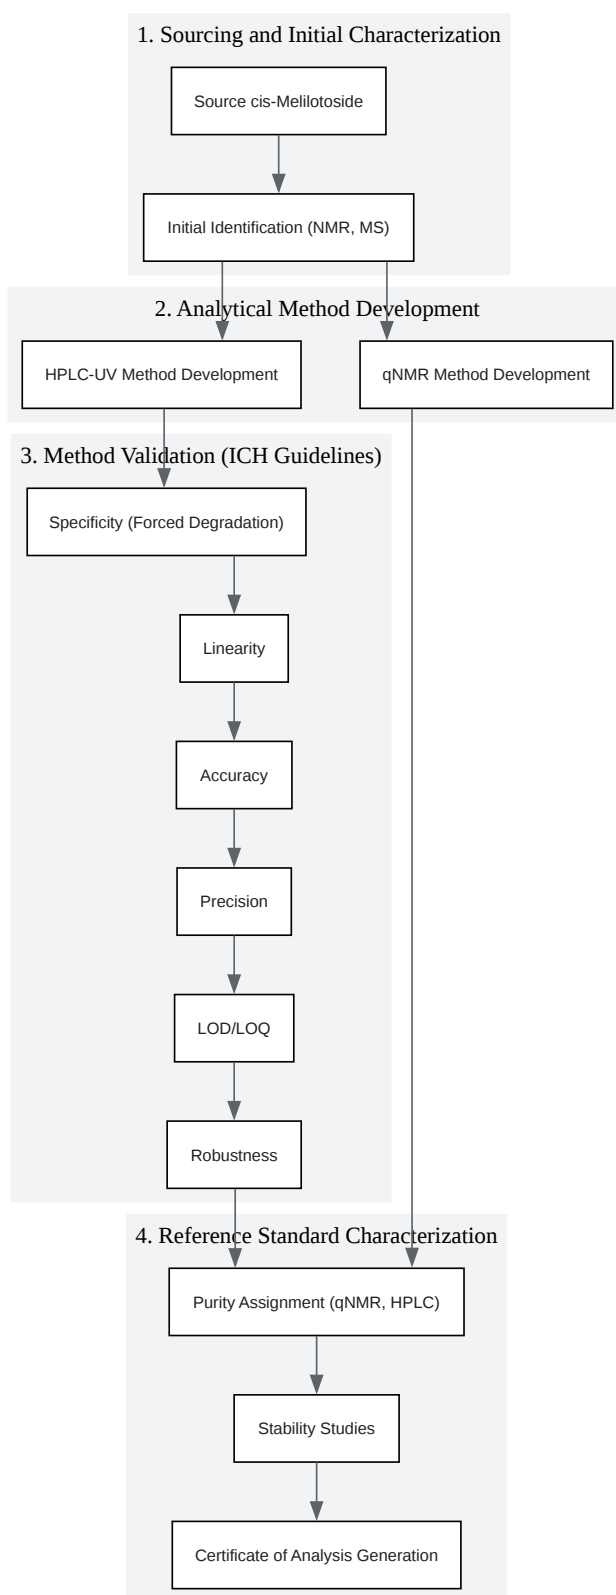 1. Sourcing and Initial Characterization
Source cis-Melilotoside
Initial Identification (NMR, MS)
2. Analytical Method Development
HPLC-UV Method Development
qNMR Method Development
3. Method Validation (ICH Guidelines)
Specificity (Forced Degradation)
Linearity
Accuracy
Precision
LOD/LOQ
Robustness
4. Reference Standard Characterization
Purity Assignment (qNMR, HPLC)
Stability Studies
Certificate of Analysis Generation